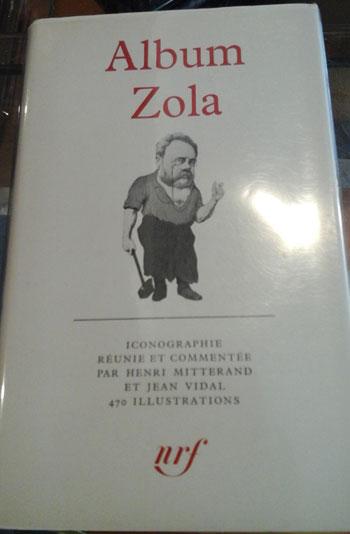 Album
Zola
ICONOGRAPHIE
RÉUNIE ET COMMENTÉE
PAR HENRI MITTERAND
ET JEAN VIDAL
470 ILLUSTRATIONS
nrf